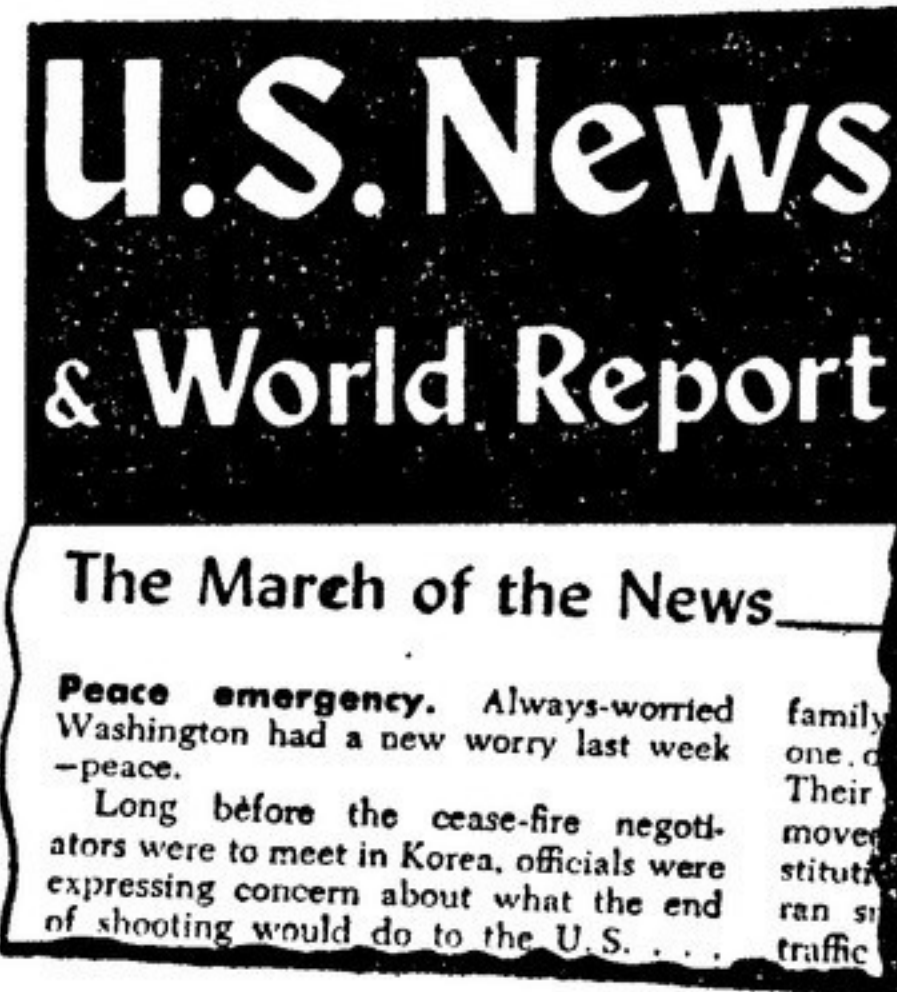 U.S. News
& World Report
The March of the News
Peace emergency. Always-worried
Washington had a new worry last week
—peace.
Long before the cease-fire negoti-
ators were to meet in Korea, officials were
expressing concern about what the end
of shooting would do to the U. S. . . . .
family
one
Their
ran
traffic